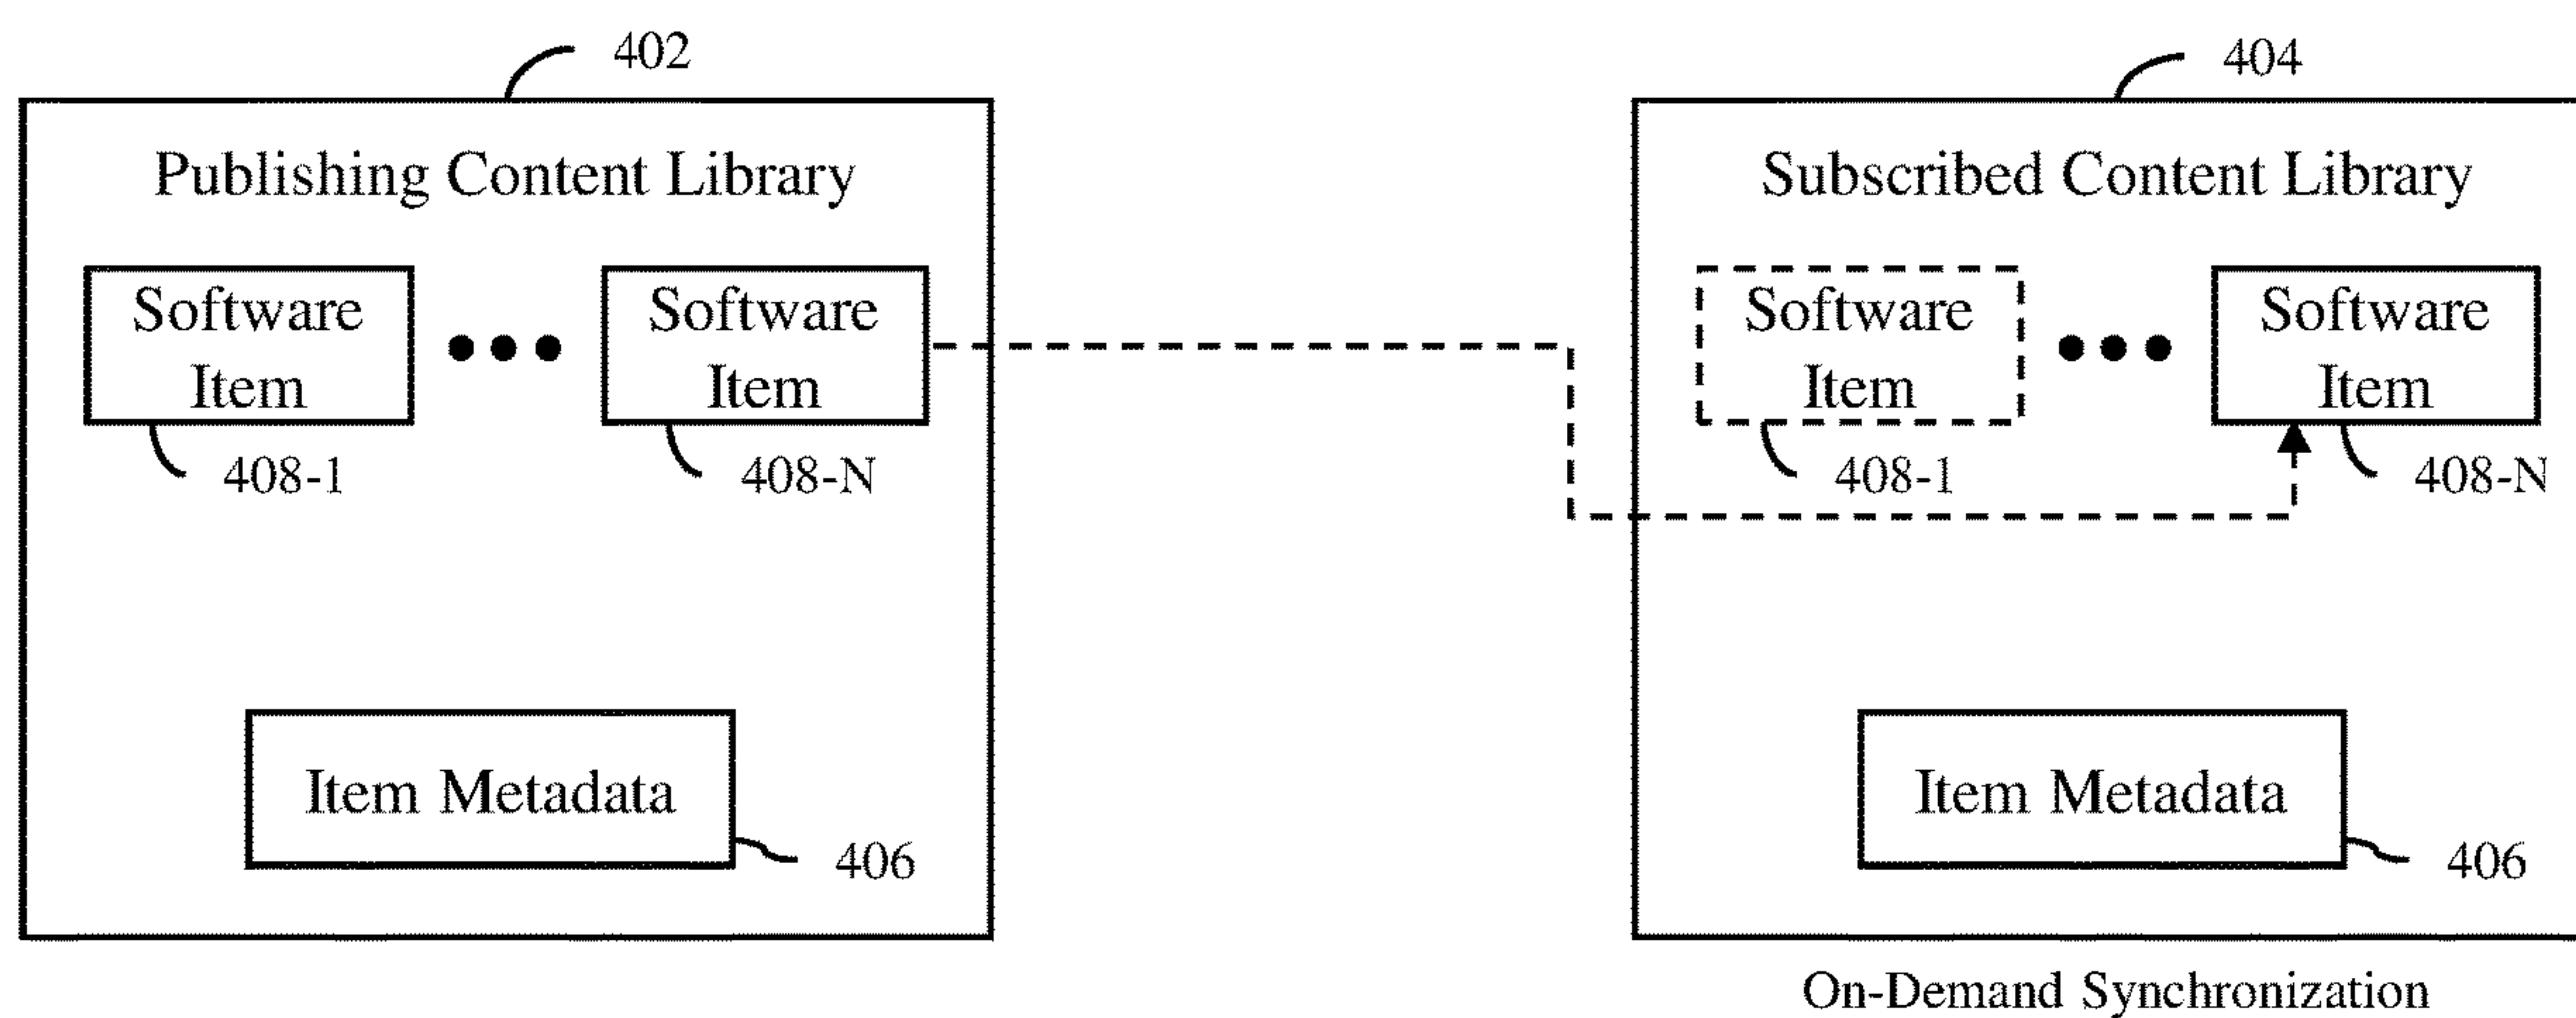 402
404
Publishing Content Library
Subscribed Content Library
Software
Item
Software
Item
Software
Item
Software
Item
408-1
408-N
408-1
408-N
Item Metadata
Item Metadata
406
406
On-Demand Synchronization